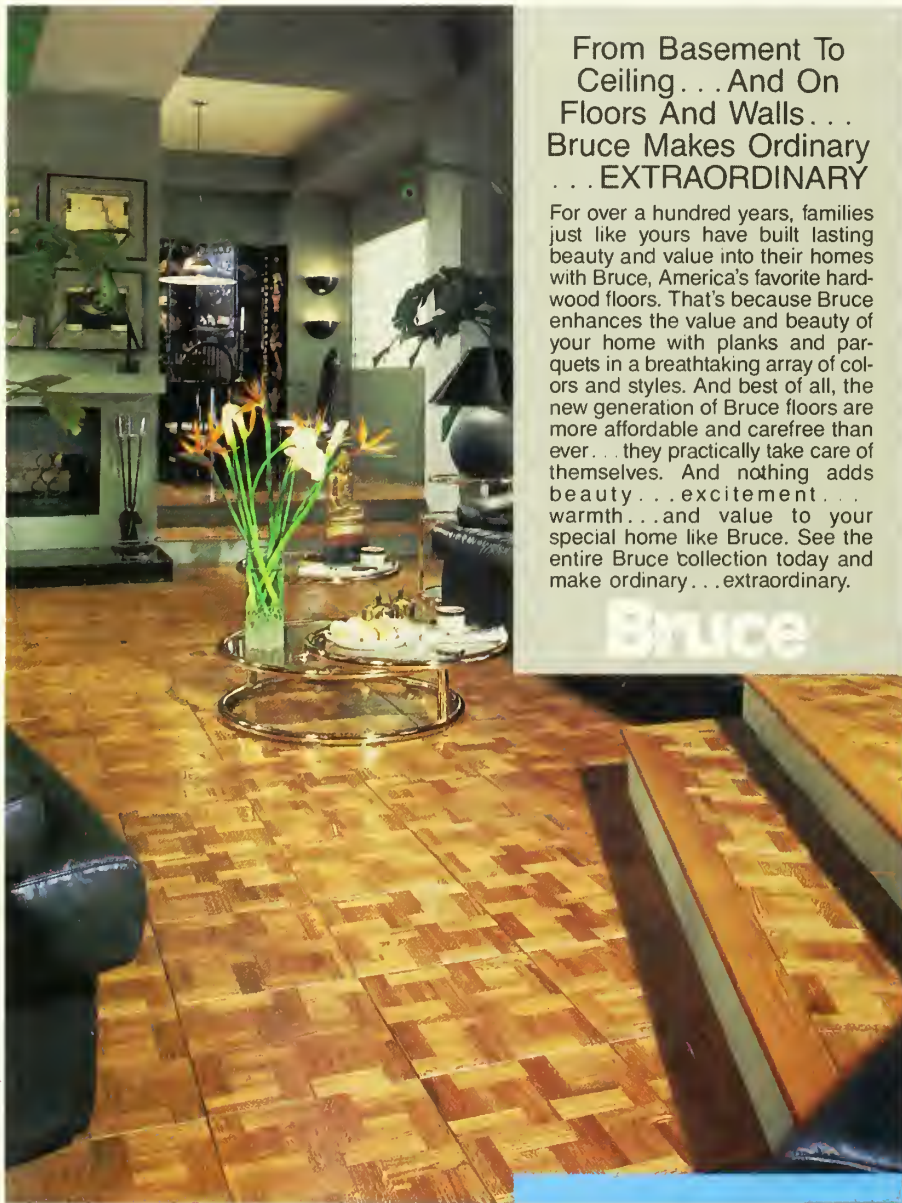 From Basement To
Ceiling...And On
Floors And Walls...
Bruce Makes Ordinary
...EXTRAORDINARY
For over a hundred years, families
just like yours have built lasting
beauty and value into their homes
with Bruce, America's favorite hard-
wood floors. That's because Bruce
enhances the value and beauty of
your home with planks and par-
quets in a breathtaking array of col-
ors and styles. And best of all, the
new generation of Bruce floors are
more affordable and carefree than
ever...they practically take care of
themselves. And nothing adds
beauty...excitement...
warmth...and value to your
special home like Bruce. See the
entire Bruce collection today and
make ordinary...extraordinary.
Bruce